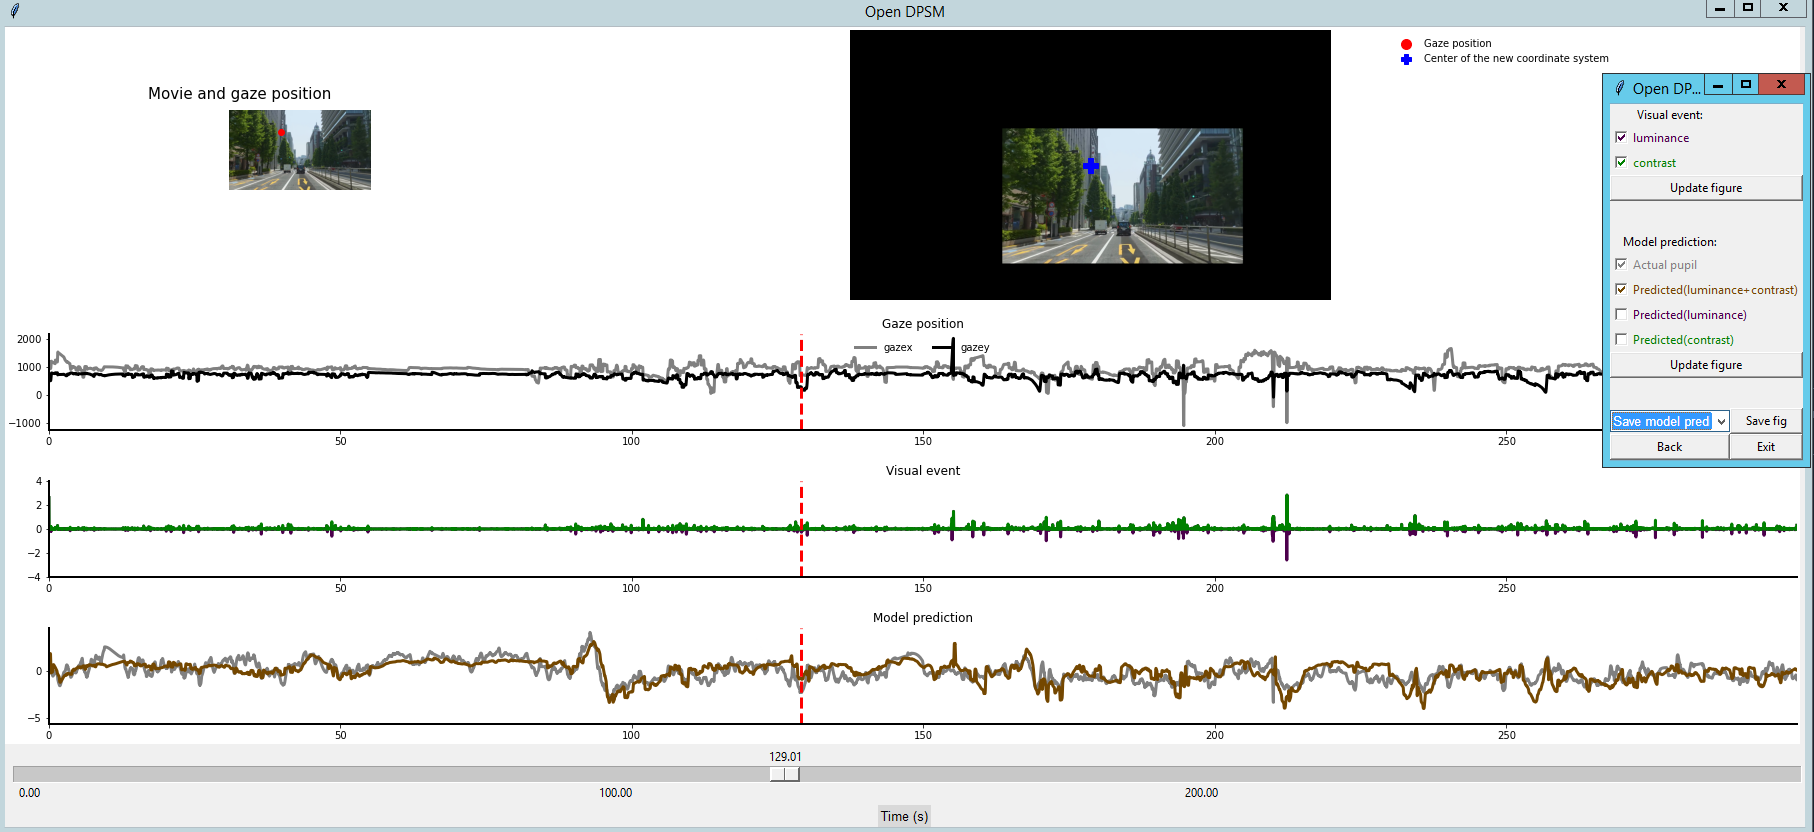 Open DPSM
Movie and gaze position
Gaze position
Center of the new coordinate system
Open DP...
Visual event:
luminance
contrast
Update figure
Model prediction:
Actual pupil
Predicted(luminance+contrast)
Predicted(luminance)
Predicted(contrast)
Update figure
Save model pred
Save fig
Back
Exit
Gaze position
gazex
gazey
2000
1000
0
−1000
0
50
100
150
200
250
Visual event
4
2
0
−2
−4
0
50
100
150
200
250
Model prediction
0
−5
0
50
100
150
200
250
129.01
0.00
100.00
200.00
Time (s)